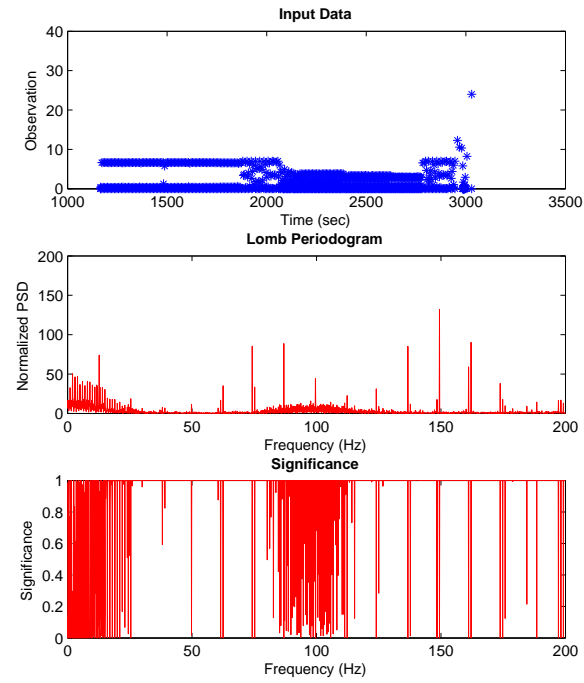 Input Data
40
30
20
10
0
Observation
1000 1500 2000 2500 3000 3500
Time (sec)
Lomb Periodogram
200
150
100
50
0
Normalized PSD
0 50 100 150 200
Frequency (Hz)
Significance
1
0.8
0.6
0.4
0.2
0
Significance
0 50 100 150 200
Frequency (Hz)